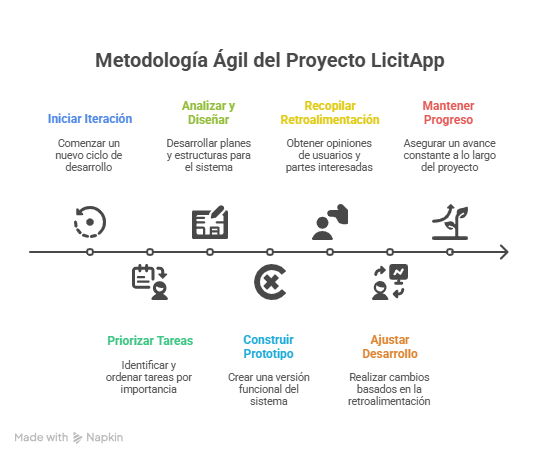 Metodología Ágil del Proyecto LicitApp
Iniciar Iteración
Comenzar un
nuevo ciclo de
desarrollo
Analizar y
Diseñar
Desarrollar planes
y estructuras para
el sistema
Recopilar
Retroalimentación
Obtener opiniones
de usuarios y
partes interesadas
Mantener
Progreso
Asegurar un avance
constante a lo largo
del proyecto
Priorizar Tareas
Identificar y
ordenar tareas por
importancia
Construir
Prototipo
Crear una versión
funcional del
sistema
Ajustar
Desarrollo
Realizar cambios
basados en la
retroalimentación
Made with Napkin